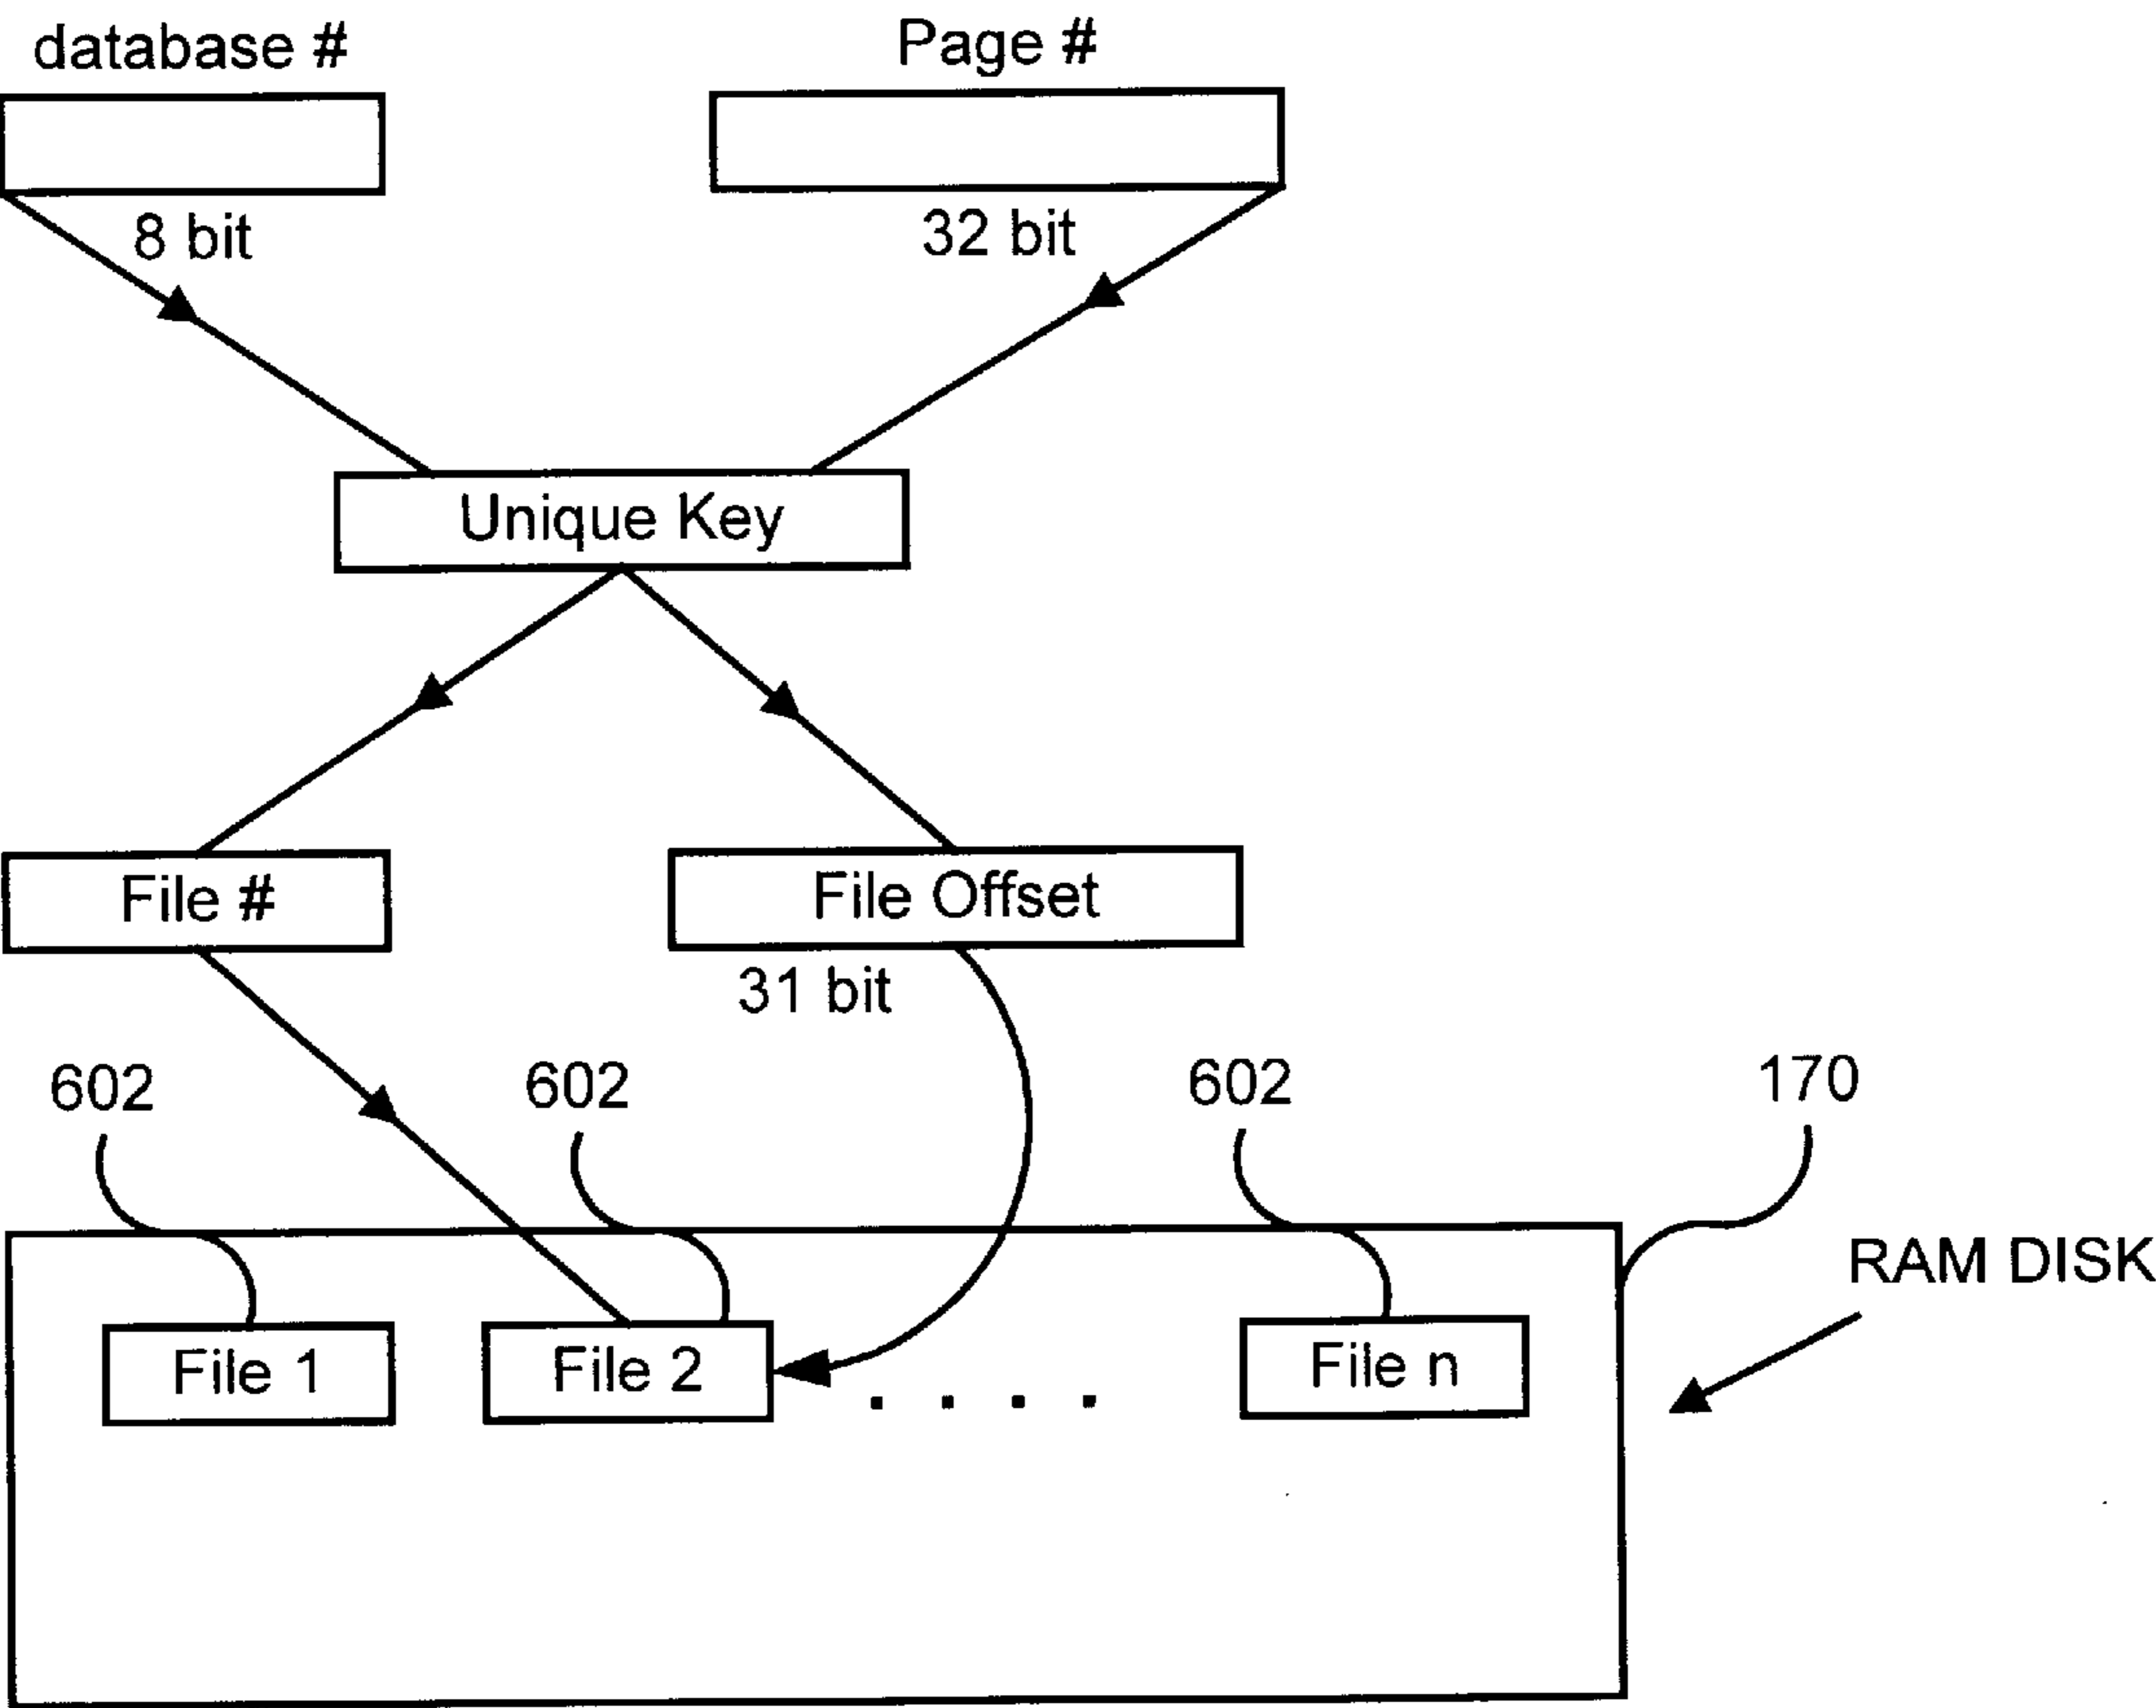 database #
Page #
8 bit
32 bit
Unique Key
File #
File Offset
31 bit
602
602
602
170
RAM DISK
File 1
File 2
. . . .
File n